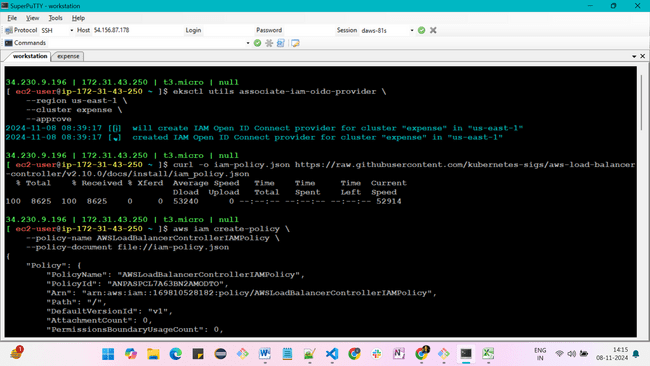 SuperPuTTY - workstation
File View Tools Help
Protocol SSH Host 54.156.87.178 Login Password Session daws-81s
Commands
workstation expense
34.230.9.196 | 172.31.43.250 | t3.micro | null
[ ec2-user@ip-172-31-43-250 ~ ]$ eksctl utils associate-iam-oidc-provider \
--region us-east-1 \
--cluster expense \
--approve
2024-11-08 08:39:17 [ℹ]  will create IAM Open ID Connect provider for cluster "expense" in "us-east-1"
2024-11-08 08:39:17 [✔]  created IAM Open ID Connect provider for cluster "expense" in "us-east-1"
34.230.9.196 | 172.31.43.250 | t3.micro | null
[ ec2-user@ip-172-31-43-250 ~ ]$ curl -o iam-policy.json https://raw.githubusercontent.com/kubernetes-sigs/aws-load-balancer
-controller/v2.10.0/docs/install/iam_policy.json
% Total % Received % Xferd Average Speed Time Time Time Current
Dload Upload Total Spent Left Speed
100 8625 100 8625 0 0 53240 0 --:--:-- --:--:-- --:--:-- 52914
34.230.9.196 | 172.31.43.250 | t3.micro | null
[ ec2-user@ip-172-31-43-250 ~ ]$ aws iam create-policy \
--policy-name AWSLoadBalancerControllerIAMPolicy \
--policy-document file://iam-policy.json
{
"Policy": {
"PolicyName": "AWSLoadBalancerControllerIAMPolicy",
"PolicyId": "ANPASPCL7A63BN2AMODTO",
"Arn": "arn:aws:iam::169810528182:policy/AWSLoadBalancerControllerIAMPolicy",
"Path": "/",
"DefaultVersionId": "v1",
"AttachmentCount": 0,
"PermissionsBoundaryUsageCount": 0,
ENG
IN
14:15
08-11-2024